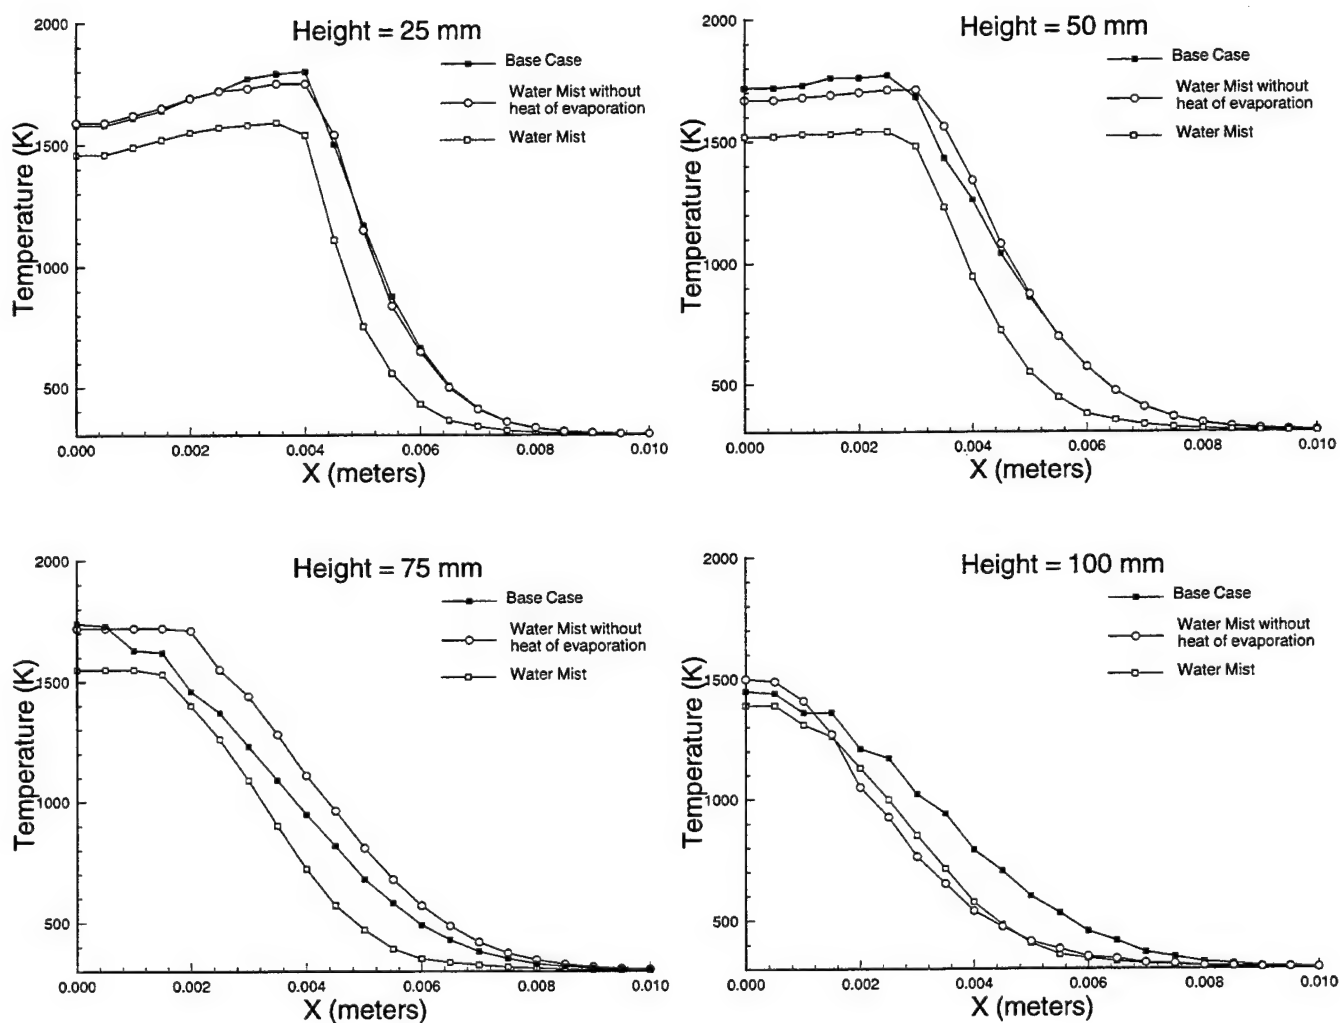 Height = 25 mm
2000
1500
1000
500
Temperature (K)
Base Case
Water Mist without
heat of evaporation
Water Mist
0.000
0.002
0.004
0.006
0.008
0.010
X (meters)
Height = 50 mm
2000
1500
1000
500
Temperature (K)
Base Case
Water Mist without
heat of evaporation
Water Mist
0.000
0.002
0.004
0.006
0.008
0.010
X (meters)
Height = 75 mm
2000
1500
1000
500
Temperature (K)
Base Case
Water Mist without
heat of evaporation
Water Mist
0.000
0.002
0.004
0.006
0.008
0.010
X (meters)
Height = 100 mm
2000
1500
1000
500
Temperature (K)
Base Case
Water Mist without
heat of evaporation
Water Mist
0.000
0.002
0.004
0.006
0.008
0.010
X (meters)